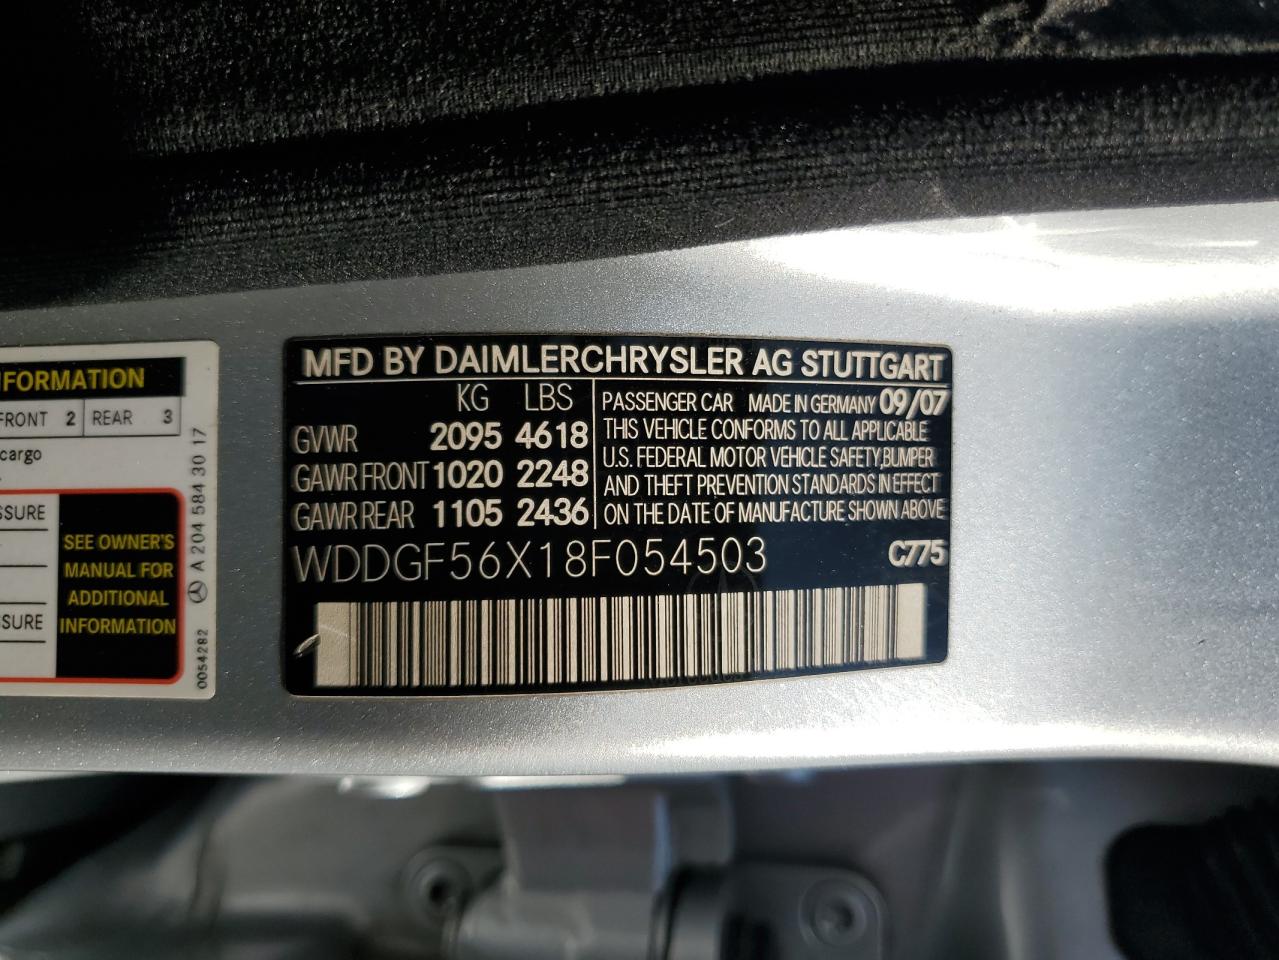 NFORMATION
FRONT 2 REAR 3
cargo
SSURE
SSURE
SEE OWNER'S
MANUAL FOR
ADDITIONAL
INFORMATION
A 204 584 30 17
0054282
MFD BY DAIMLERCHRYSLER AG STUTTGART
KG LBS
GVWR 2095 4618
GAWR FRONT 1020 2248
GAWR REAR 1105 2436
PASSENGER CAR MADE IN GERMANY 09/07
THIS VEHICLE CONFORMS TO ALL APPLICABLE
U.S. FEDERAL MOTOR VEHICLE SAFETY,BUMPER
AND THEFT PREVENTION STANDARDS IN EFFECT
ON THE DATE OF MANUFACTURE SHOWN ABOVE
WDDGF56X18F054503 C775